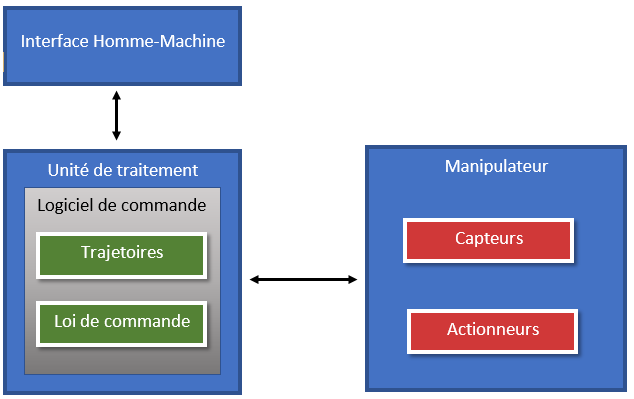 Interface Homme-Machine
Unité de traitement
Logiciel de commande
Trajetoires
Loi de commande
Manipulateur
Capteurs
Actionneurs